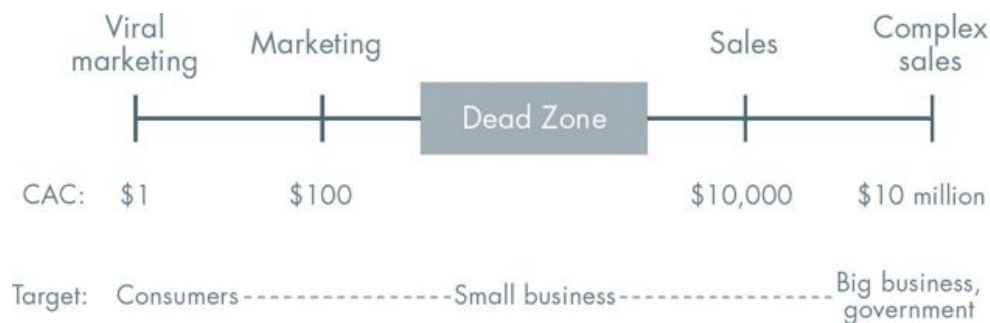 Viral
marketing
Marketing
Sales
Complex
sales
Dead Zone
CAC: $1 $100 $10,000 $10 million
Target: Consumers Small business Big business,
government